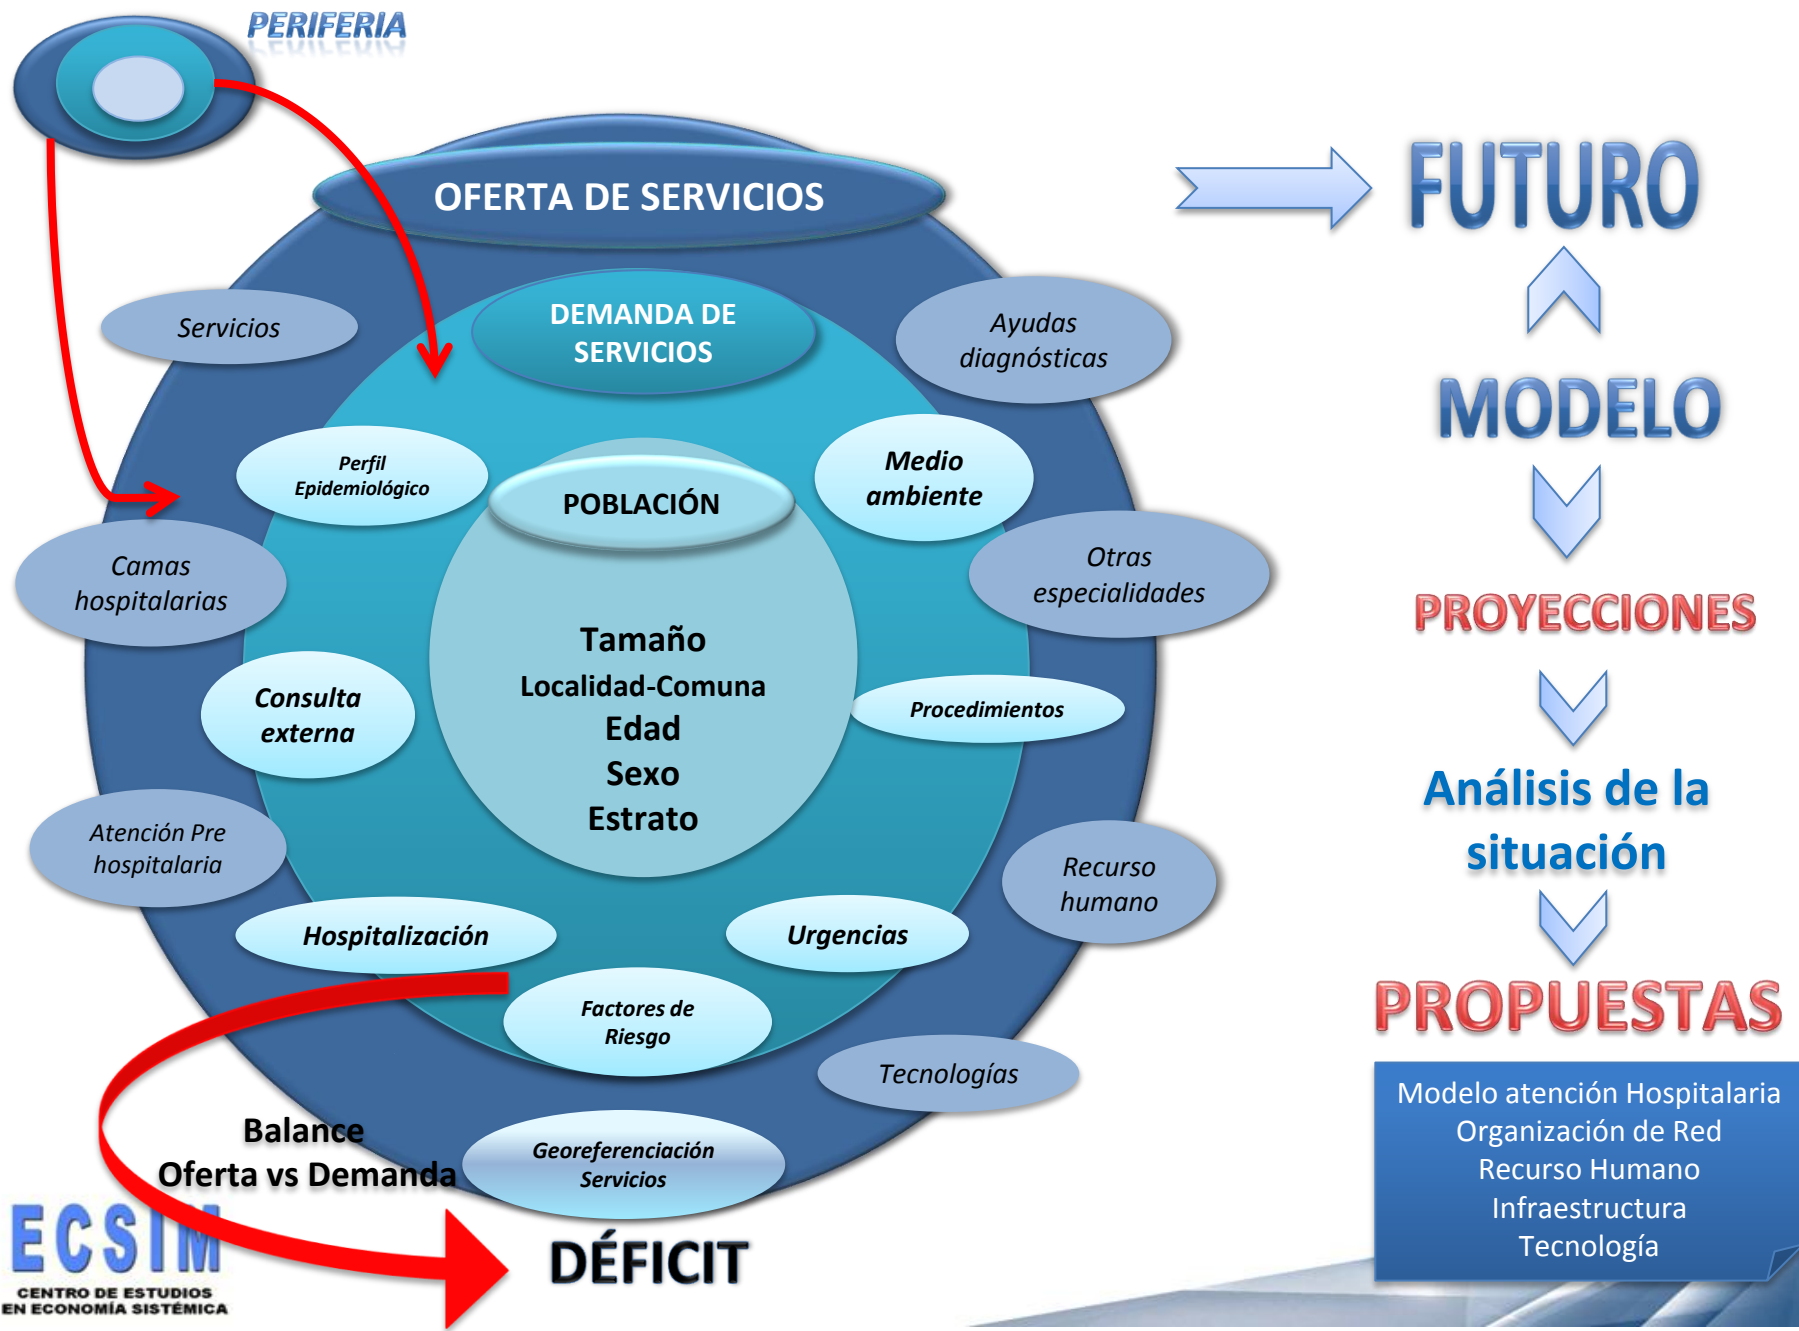 PERIFERIA
OFERTA DE SERVICIOS
Servicios
DEMANDA DE
SERVICIOS
Ayudas
diagnósticas
Perfil
Epidemiológico
Medio
ambiente
POBLACIÓN
Camas
hospitalarias
Otras
especialidades
Tamaño
Localidad-Comuna
Edad
Sexo
Estrato
Consulta
externa
Procedimientos
Atención Pre
hospitalaria
Recurso
humano
Hospitalización
Urgencias
Factores de
Riesgo
Tecnologías
Balance
Oferta vs Demanda
Georeferenciación
Servicios
DÉFICIT
ECSIM
CENTRO DE ESTUDIOS
EN ECONOMÍA SISTÉMICA
FUTURO
MODELO
PROYECCIONES
Análisis de la
situación
PROPUESTAS
Modelo atención Hospitalaria
Organización de Red
Recurso Humano
Infraestructura
Tecnología